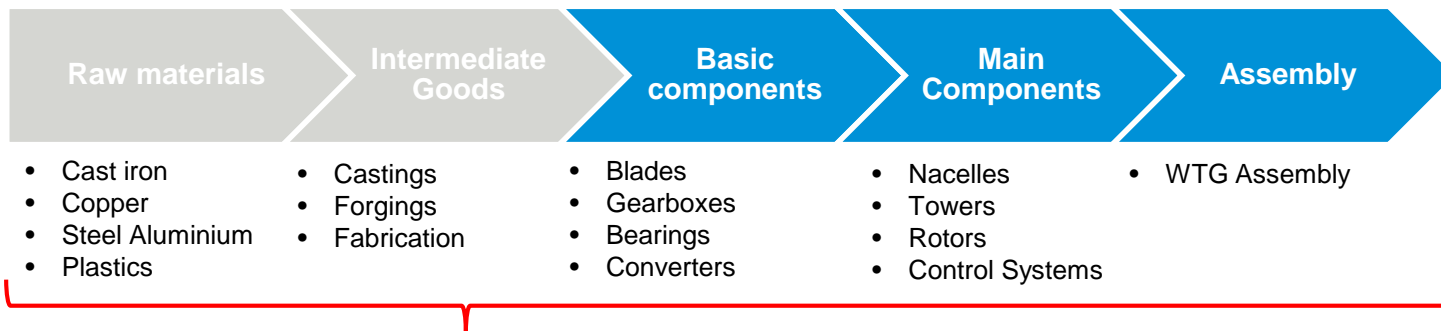 Raw materials
Intermediate
Goods
Basic
components
Main
Components
Assembly
• Cast iron
• Copper
• Steel Aluminium
• Plastics
• Castings
• Forgings
• Fabrication
• Blades
• Gearboxes
• Bearings
• Converters
• Nacelles
• Towers
• Rotors
• Control Systems
• WTG Assembly